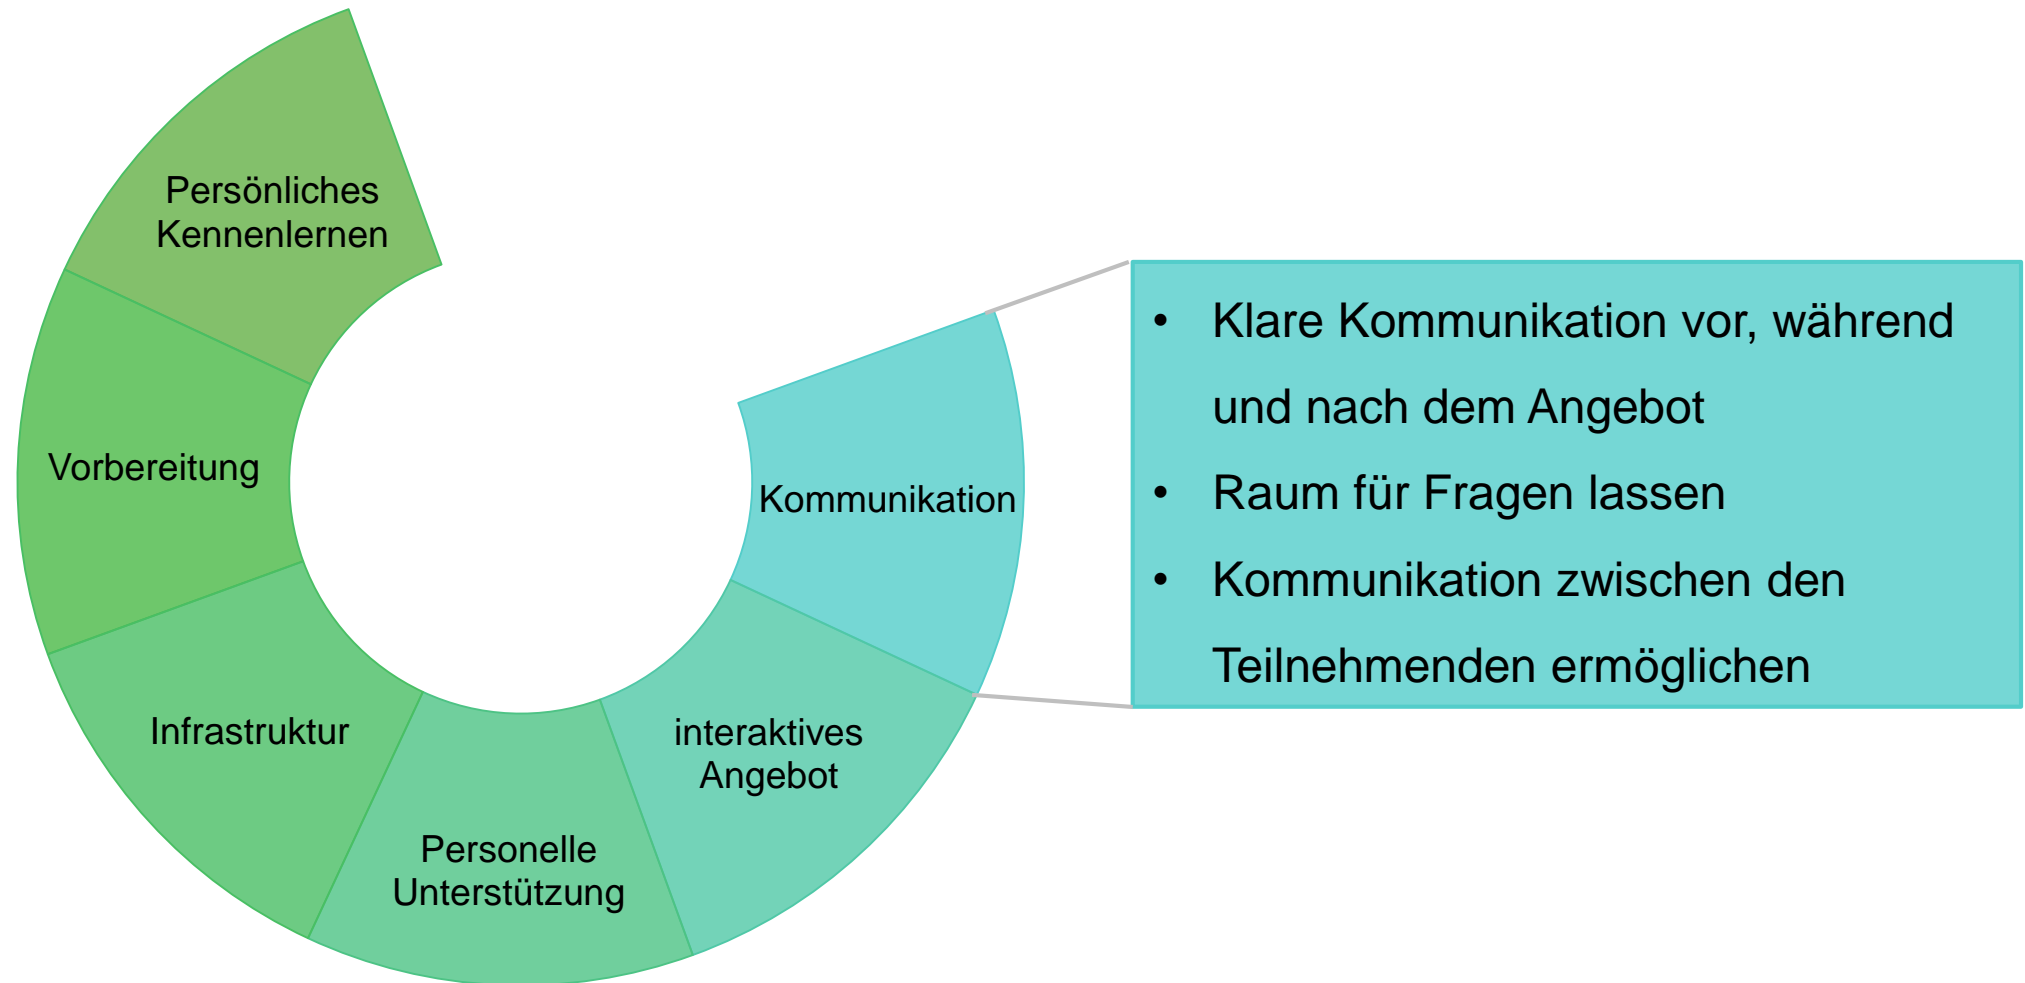 Persönliches
Kennenlernen
Vorbereitung
Infrastruktur
Personelle
Unterstützung
interaktives
Angebot
Kommunikation
• Klare Kommunikation vor, während
und nach dem Angebot
• Raum für Fragen lassen
• Kommunikation zwischen den
Teilnehmenden ermöglichen